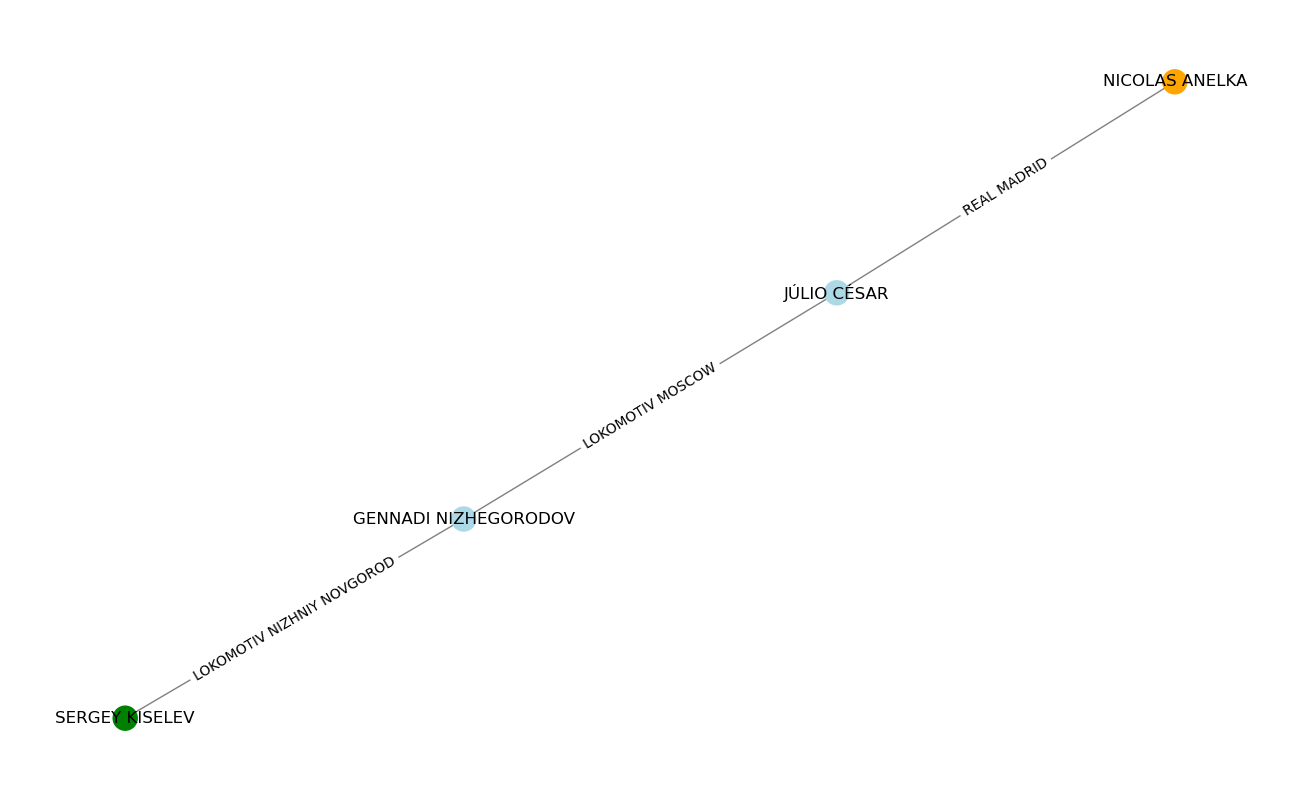 NICOLAS ANELKA
REAL MADRID
JÚLIO CÉSAR
LOKOMOTIV MOSCOW
GENNADI NIZHEGORODOV
LOKOMOTIV NIZHNIY NOVGOROD
SERGEY KISELEV